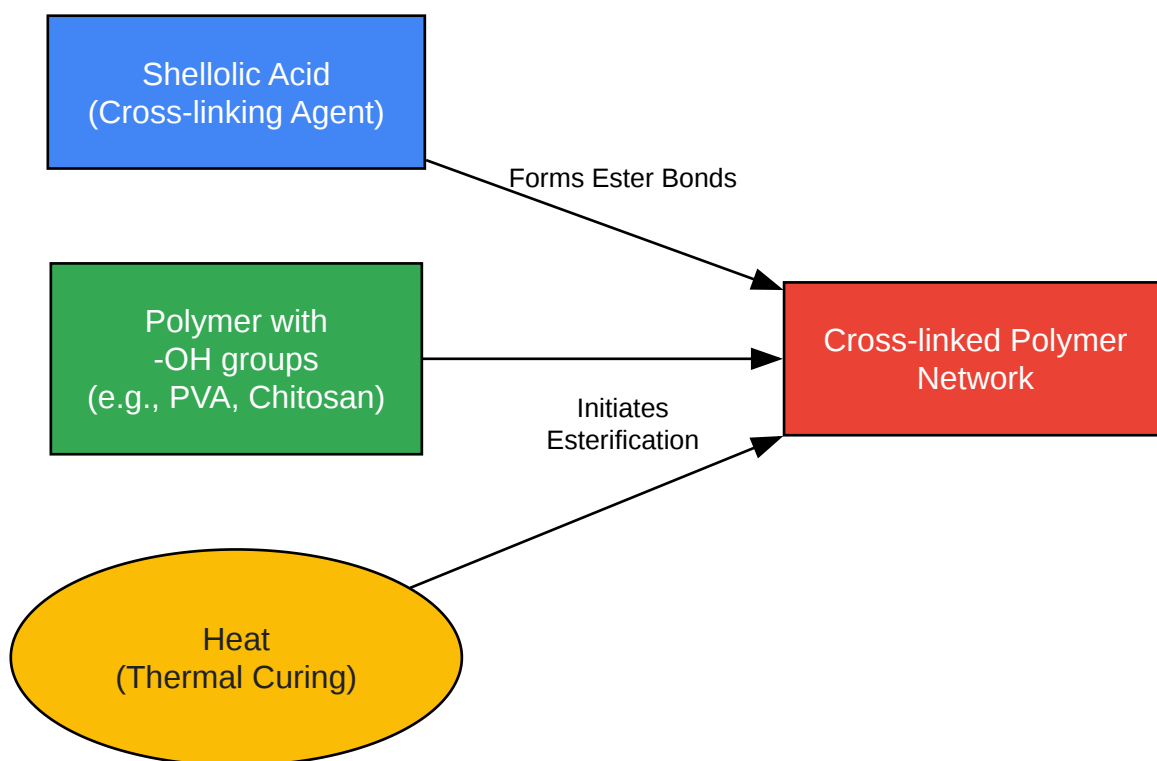 Shellolic Acid
(Cross-linking Agent)
Forms Ester Bonds
Polymer with
-OH groups
(e.g., PVA, Chitosan)
Cross-linked Polymer
Network
Initiates
Esterification
Heat
(Thermal Curing)